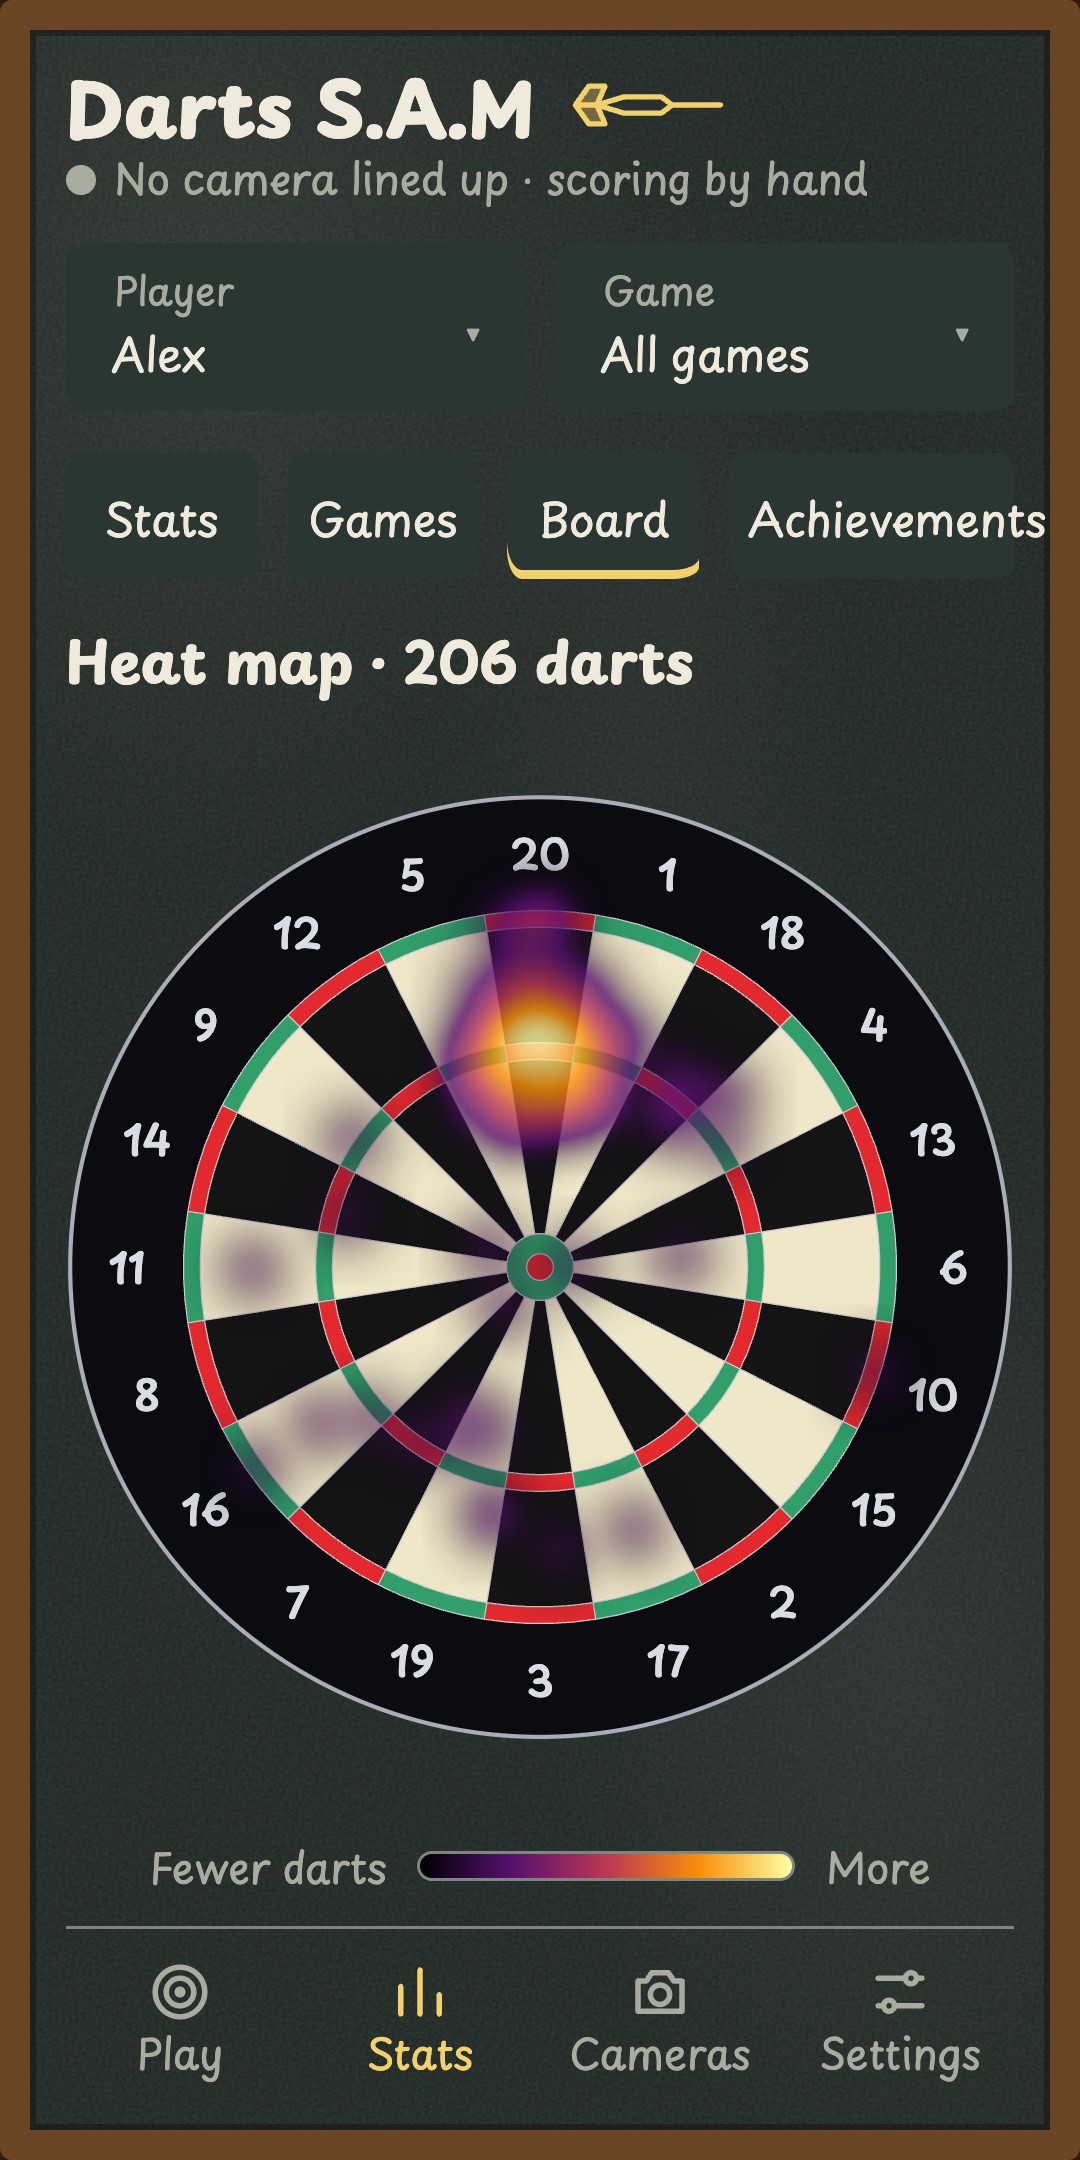 Darts S.A.M
No camera lined up · scoring by hand
Player
Alex
Game
All games
Stats
Games
Board
Achievements
Heat map · 206 darts
20
1
18
4
13
6
10
15
2
17
3
19
7
16
8
11
14
9
12
5
Fewer darts
More
Play
Stats
Cameras
Settings